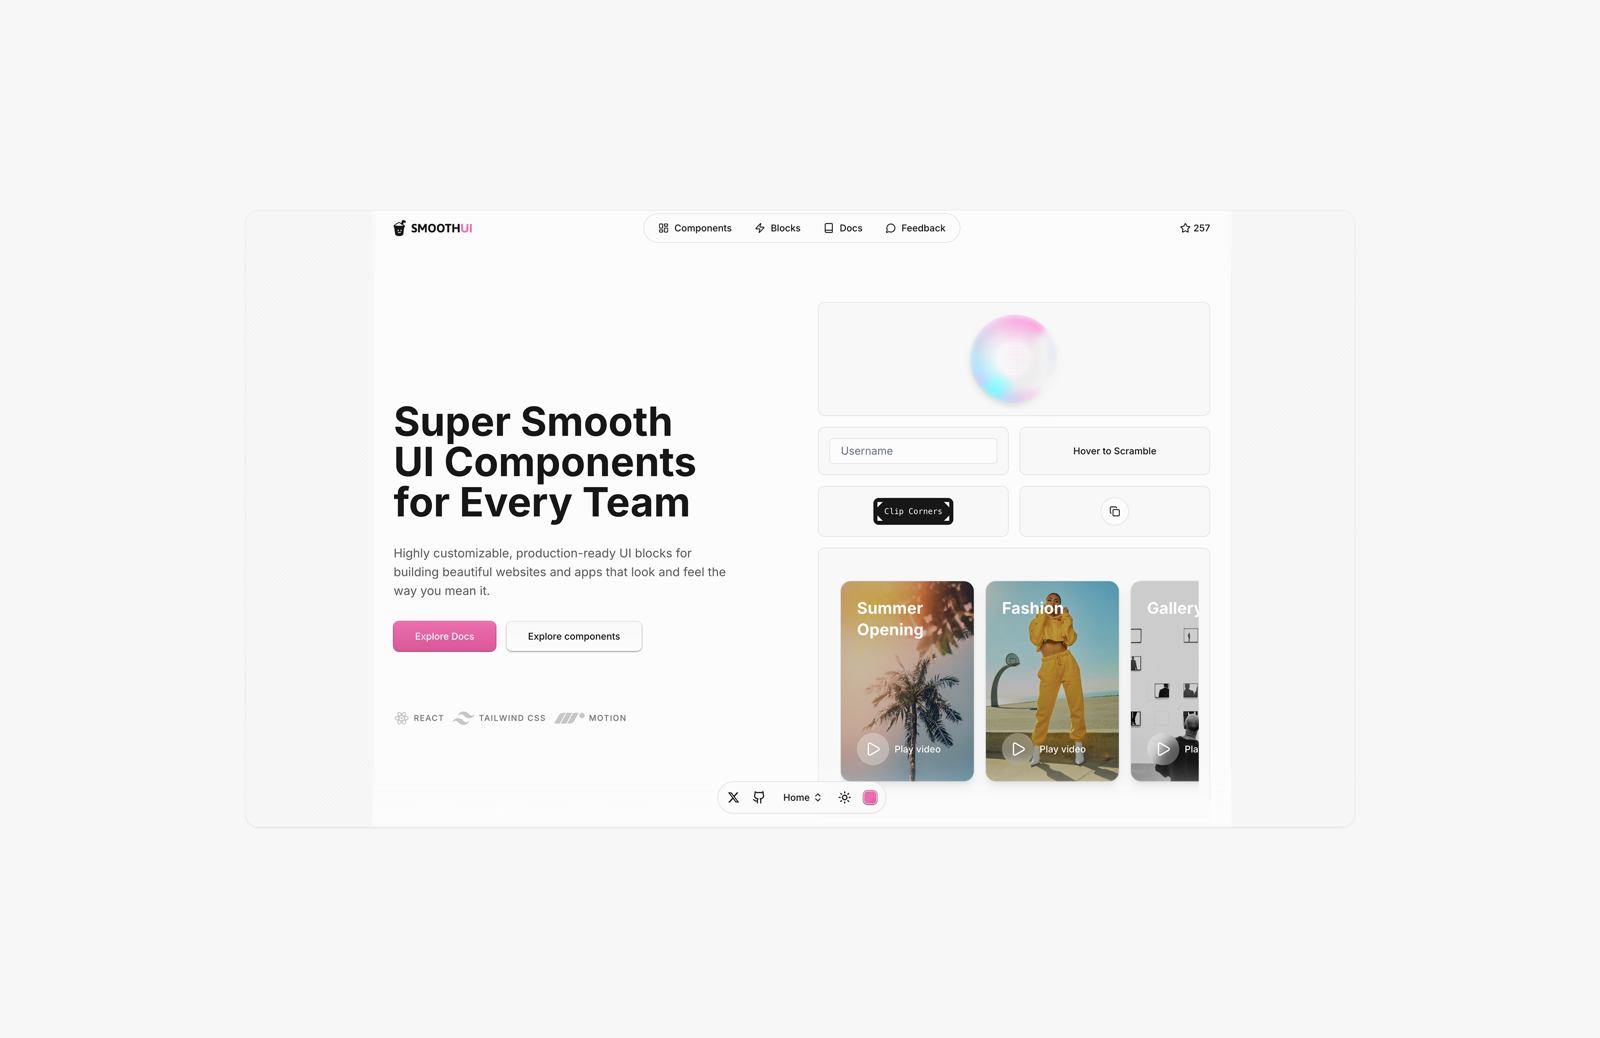 SMOOTHUI
Components
Blocks
Docs
Feedback
257
Super Smooth
UI Components
for Every Team
Highly customizable, production-ready UI blocks for
building beautiful websites and apps that look and feel the
way you mean it.
Explore Docs
Explore components
REACT
TAILWIND CSS
MOTION
Username
Hover to Scramble
Clip Corners
Summer
Opening
Play video
Fashion
Play video
Gallery
Pla
Home